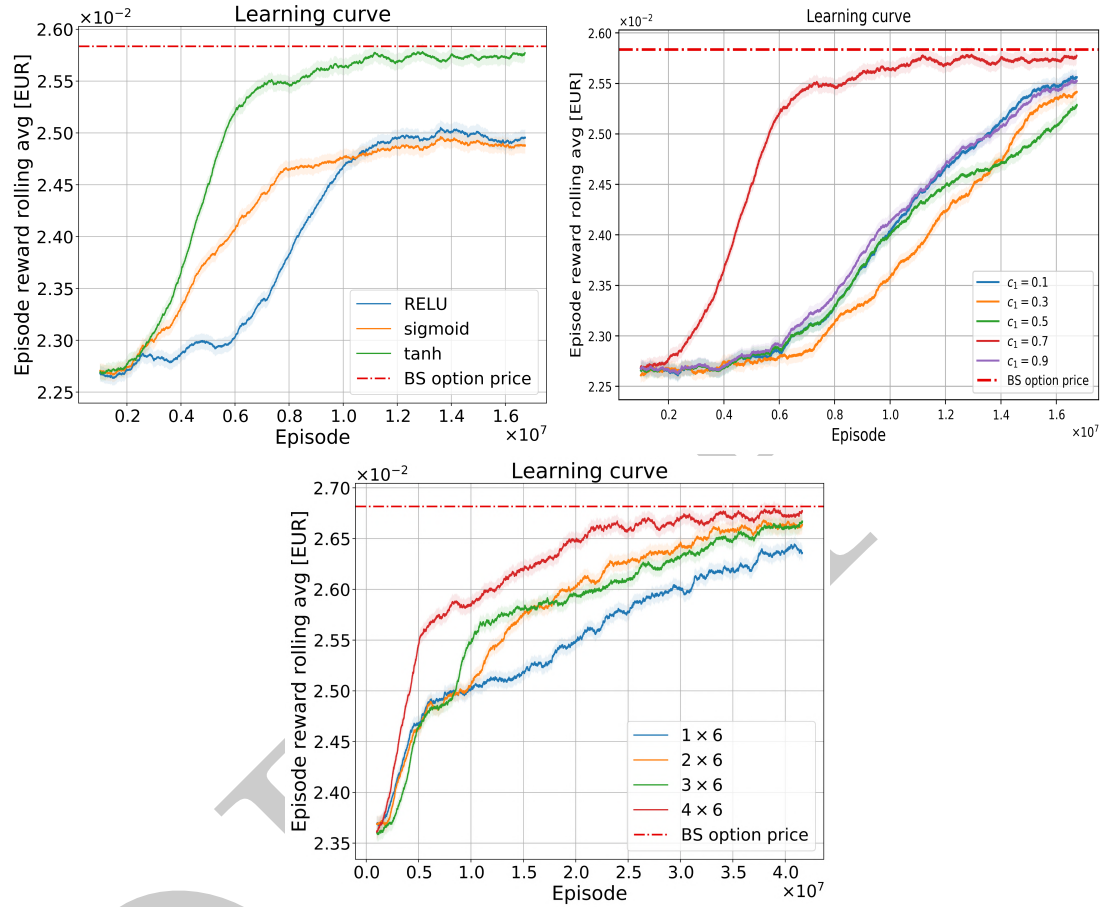 Learning curve
×10⁻²
Episode reward rolling avg [EUR]
2.60
2.55
2.50
2.45
2.40
2.35
2.30
2.25
RELU
sigmoid
tanh
BS option price
0.2 0.4 0.6 0.8 1.0 1.2 1.4 1.6
Episode
×10⁷
Learning curve
×10⁻²
Episode reward rolling avg [EUR]
2.60
2.55
2.50
2.45
2.40
2.35
2.30
2.25
c₁ = 0.1
c₁ = 0.3
c₁ = 0.5
c₁ = 0.7
c₁ = 0.9
BS option price
0.2 0.4 0.6 0.8 1.0 1.2 1.4 1.6
Episode
×10⁷
Learning curve
×10⁻²
Episode reward rolling avg [EUR]
2.70
2.65
2.60
2.55
2.50
2.45
2.40
2.35
1 × 6
2 × 6
3 × 6
4 × 6
BS option price
0.0 0.5 1.0 1.5 2.0 2.5 3.0 3.5 4.0
Episode
×10⁷